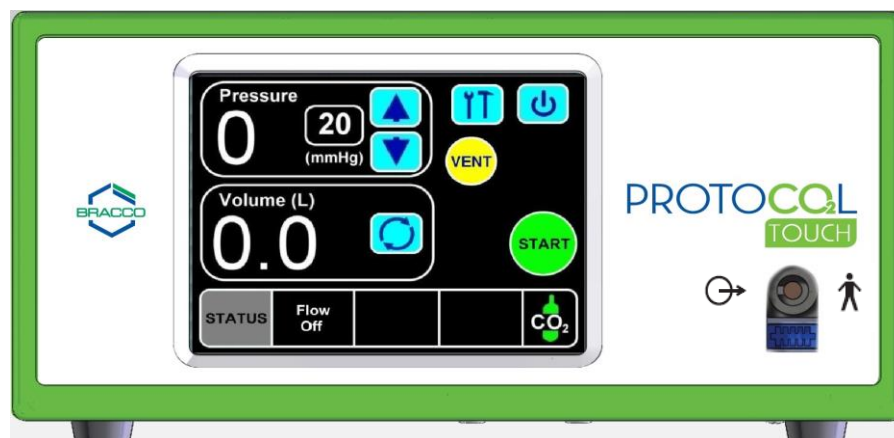 Pressure
0
20
(mmHg)
VENT
Volume (L)
0.0
START
STATUS
Flow
Off
CO₂
BRACCO
PROTOCO₂L
TOUCH